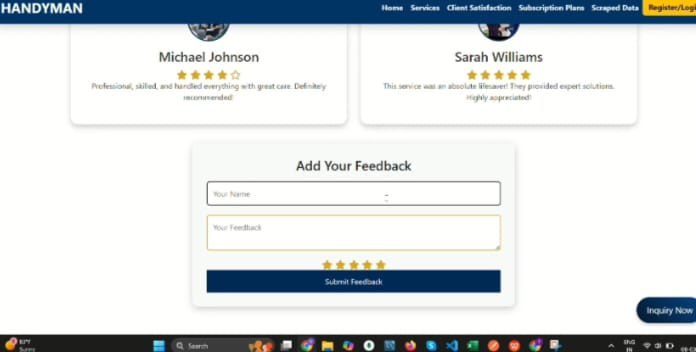 HANDYMAN
Home Services Client Satisfaction Subscription Plans Scraped Data Register/Logi
Michael Johnson
Professional, skilled, and handled everything with great care. Definitely
recommended!
Sarah Williams
This service was an absolute lifesaver! They provided expert solutions.
Highly appreciated!
Add Your Feedback
Your Name
Your Feedback
Submit Feedback
Inquiry Now
Sunny
Search
ENG
IN